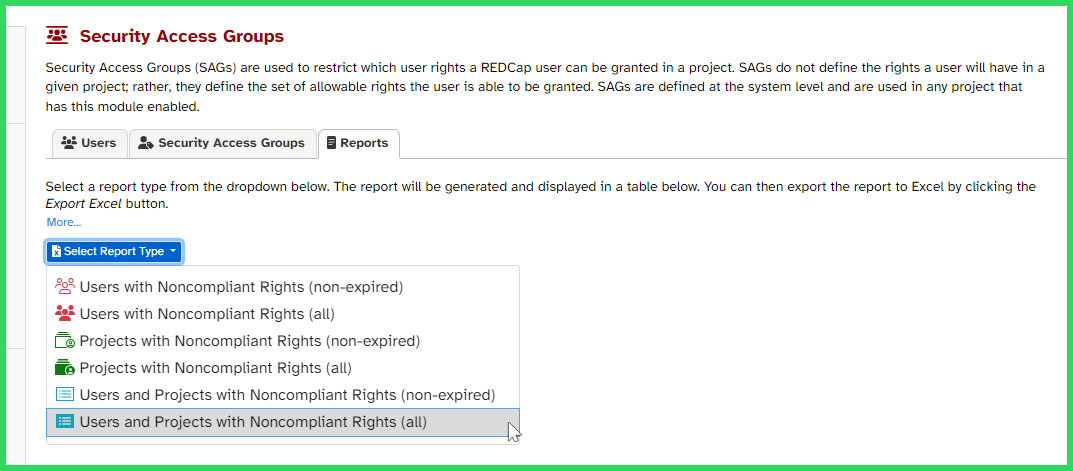 Security Access Groups
Security Access Groups (SAGs) are used to restrict which user rights a REDCap user can be granted in a project. SAGs do not define the rights a user will have in a
given project; rather, they define the set of allowable rights the user is able to be granted. SAGs are defined at the system level and are used in any project that
has this module enabled.
Users Security Access Groups Reports
Select a report type from the dropdown below. The report will be generated and displayed in a table below. You can then export the report to Excel by clicking the
Export Excel button.
More...
Select Report Type
Users with Noncompliant Rights (non-expired)
Users with Noncompliant Rights (all)
Projects with Noncompliant Rights (non-expired)
Projects with Noncompliant Rights (all)
Users and Projects with Noncompliant Rights (non-expired)
Users and Projects with Noncompliant Rights (all)